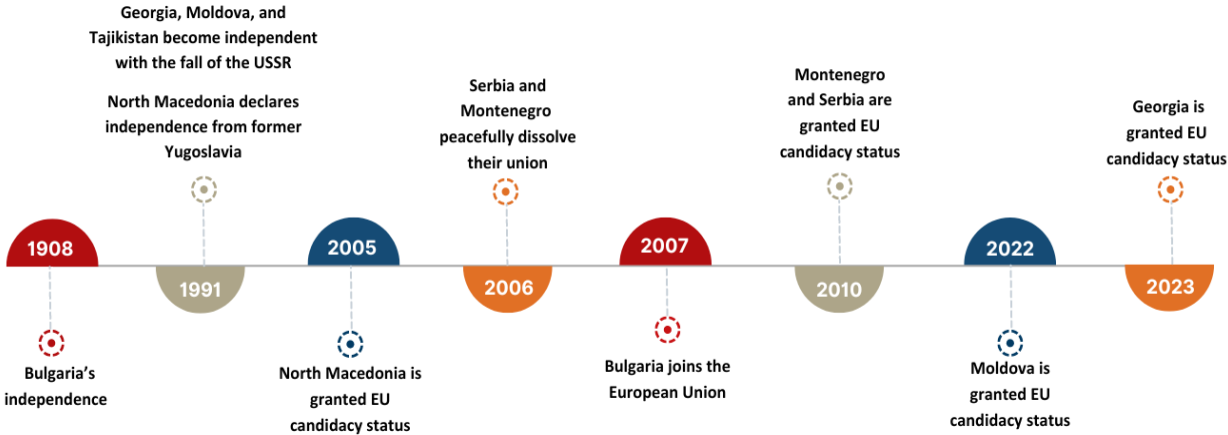 Georgia, Moldova, and
Tajikistan become independent
with the fall of the USSR
North Macedonia declares
independence from former
Yugoslavia
Serbia and
Montenegro
peacefully dissolve
their union
Montenegro
and Serbia are
granted EU
candidacy status
Georgia is
granted EU
candidacy status
1908
1991
2005
2006
2007
2010
2022
2023
Bulgaria’s
independence
North Macedonia is
granted EU
candidacy status
Bulgaria joins the
European Union
Moldova is
granted EU
candidacy status